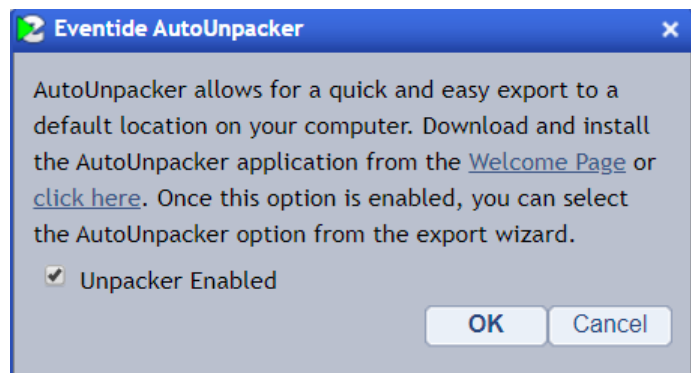 Eventide AutoUnpacker
AutoUnpacker allows for a quick and easy export to a
default location on your computer. Download and install
the AutoUnpacker application from the Welcome Page or
click here. Once this option is enabled, you can select
the AutoUnpacker option from the export wizard.
Unpacker Enabled
OK Cancel